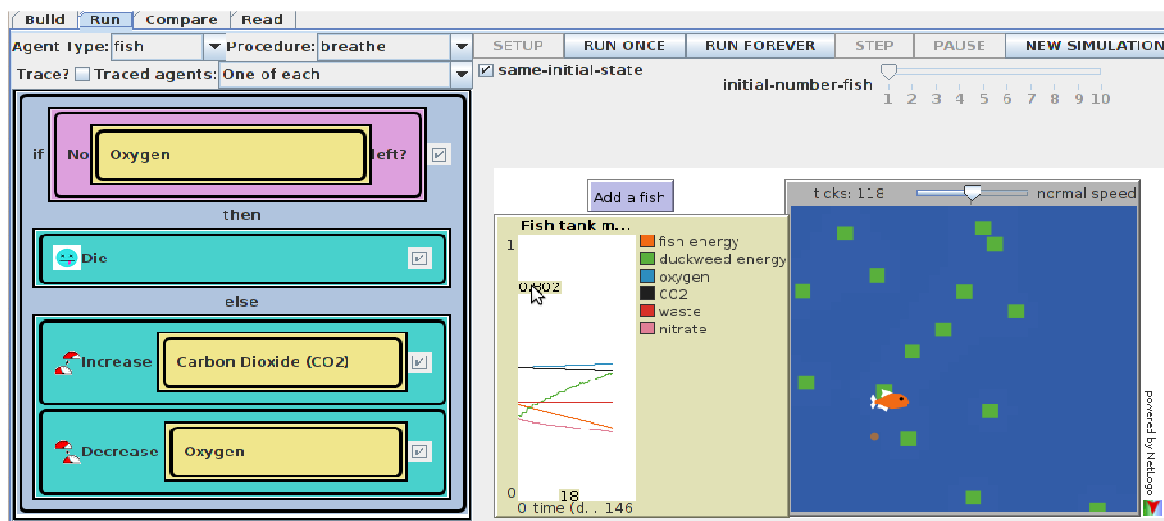 Build Run Compare Read
Agent Type: fish Procedure: breathe
Trace? Traced agents: One of each
if No Oxygen left?
then
Die
else
Increase Carbon Dioxide (CO2)
Decrease Oxygen
SETUP RUN ONCE RUN FOREVER STEP PAUSE NEW SIMULATION
same-initial-state
initial-number-fish
1 2 3 4 5 6 7 8 9 10
Add a fish
ticks: 118 normal speed
Fish tank m...
1
fish energy
duckweed energy
oxygen
CO2
waste
nitrate
0
18
0 time (d.. 146
powered by NetLogo